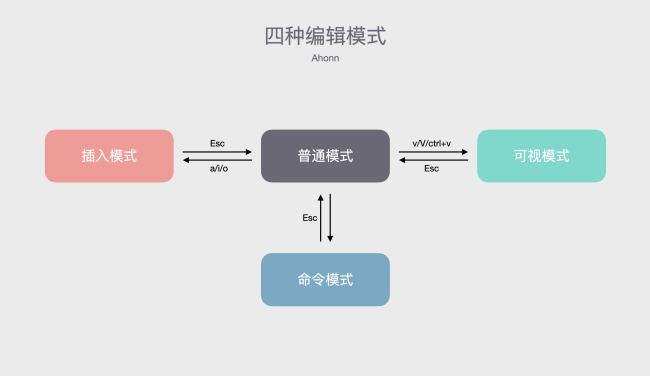 四种编辑模式
Ahonn
Esc
v/V/ctrl+v
插入模式
普通模式
可视模式
a/i/o
Esc
Esc
命令模式